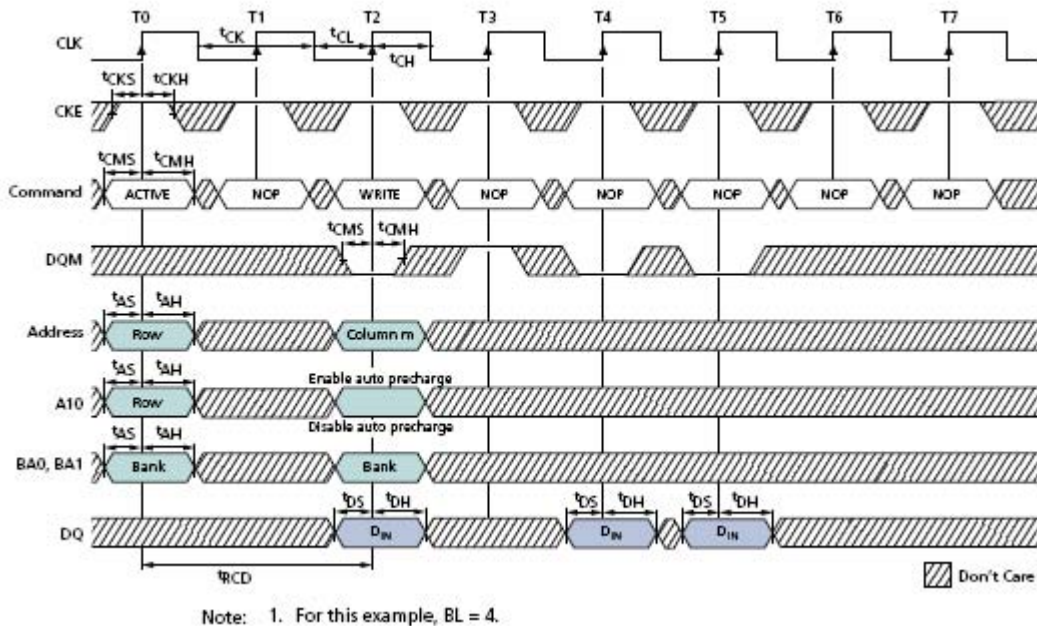 T0 T1 T2 T3 T4 T5 T6 T7
CLK
tCK tCL
tCH
tCKS tCKH
CKE
tCMS tCMH
Command ACTIVE NOP WRITE NOP NOP NOP NOP NOP
tCMS tCMH
DQM
tAS tAH
Address Row Column m
tAS tAH Enable auto precharge
A10 Row
tAS tAH Disable auto precharge
BA0, BA1 Bank Bank
tDS tDH tDS tDH tDS tDH
DQ DIN DIN DIN
tRCD
Don't Care
Note: 1. For this example, BL = 4.